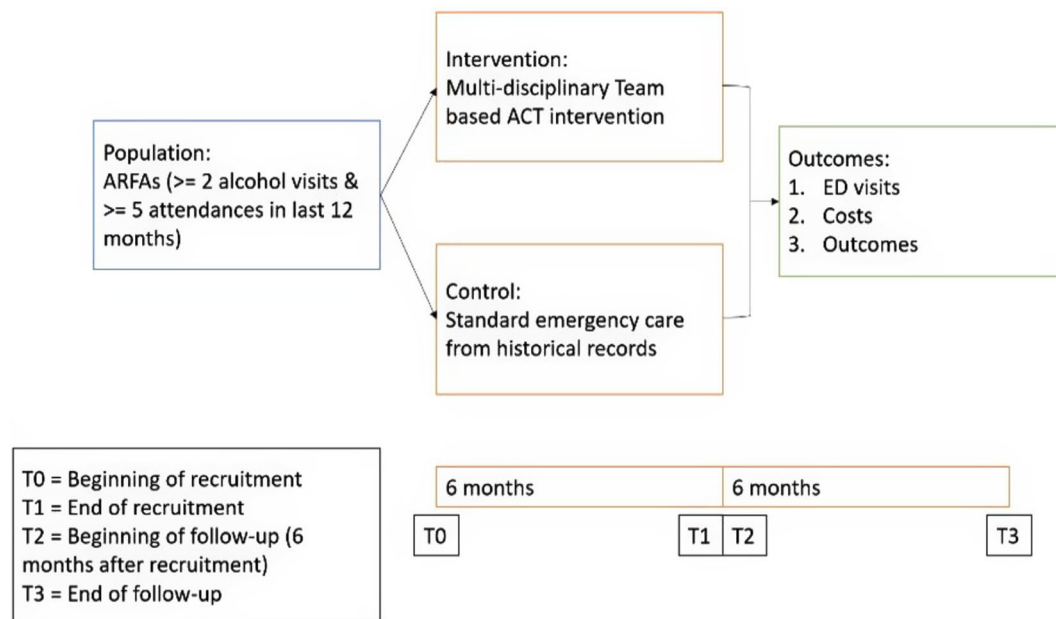 Intervention:
Multi-disciplinary Team
based ACT intervention
Population:
ARFAs (>= 2 alcohol visits &
>= 5 attendances in last 12
months)
Outcomes:
1. ED visits
2. Costs
3. Outcomes
Control:
Standard emergency care
from historical records
T0 = Beginning of recruitment
T1 = End of recruitment
T2 = Beginning of follow-up (6
months after recruitment)
T3 = End of follow-up
6 months
6 months
T0
T1
T2
T3